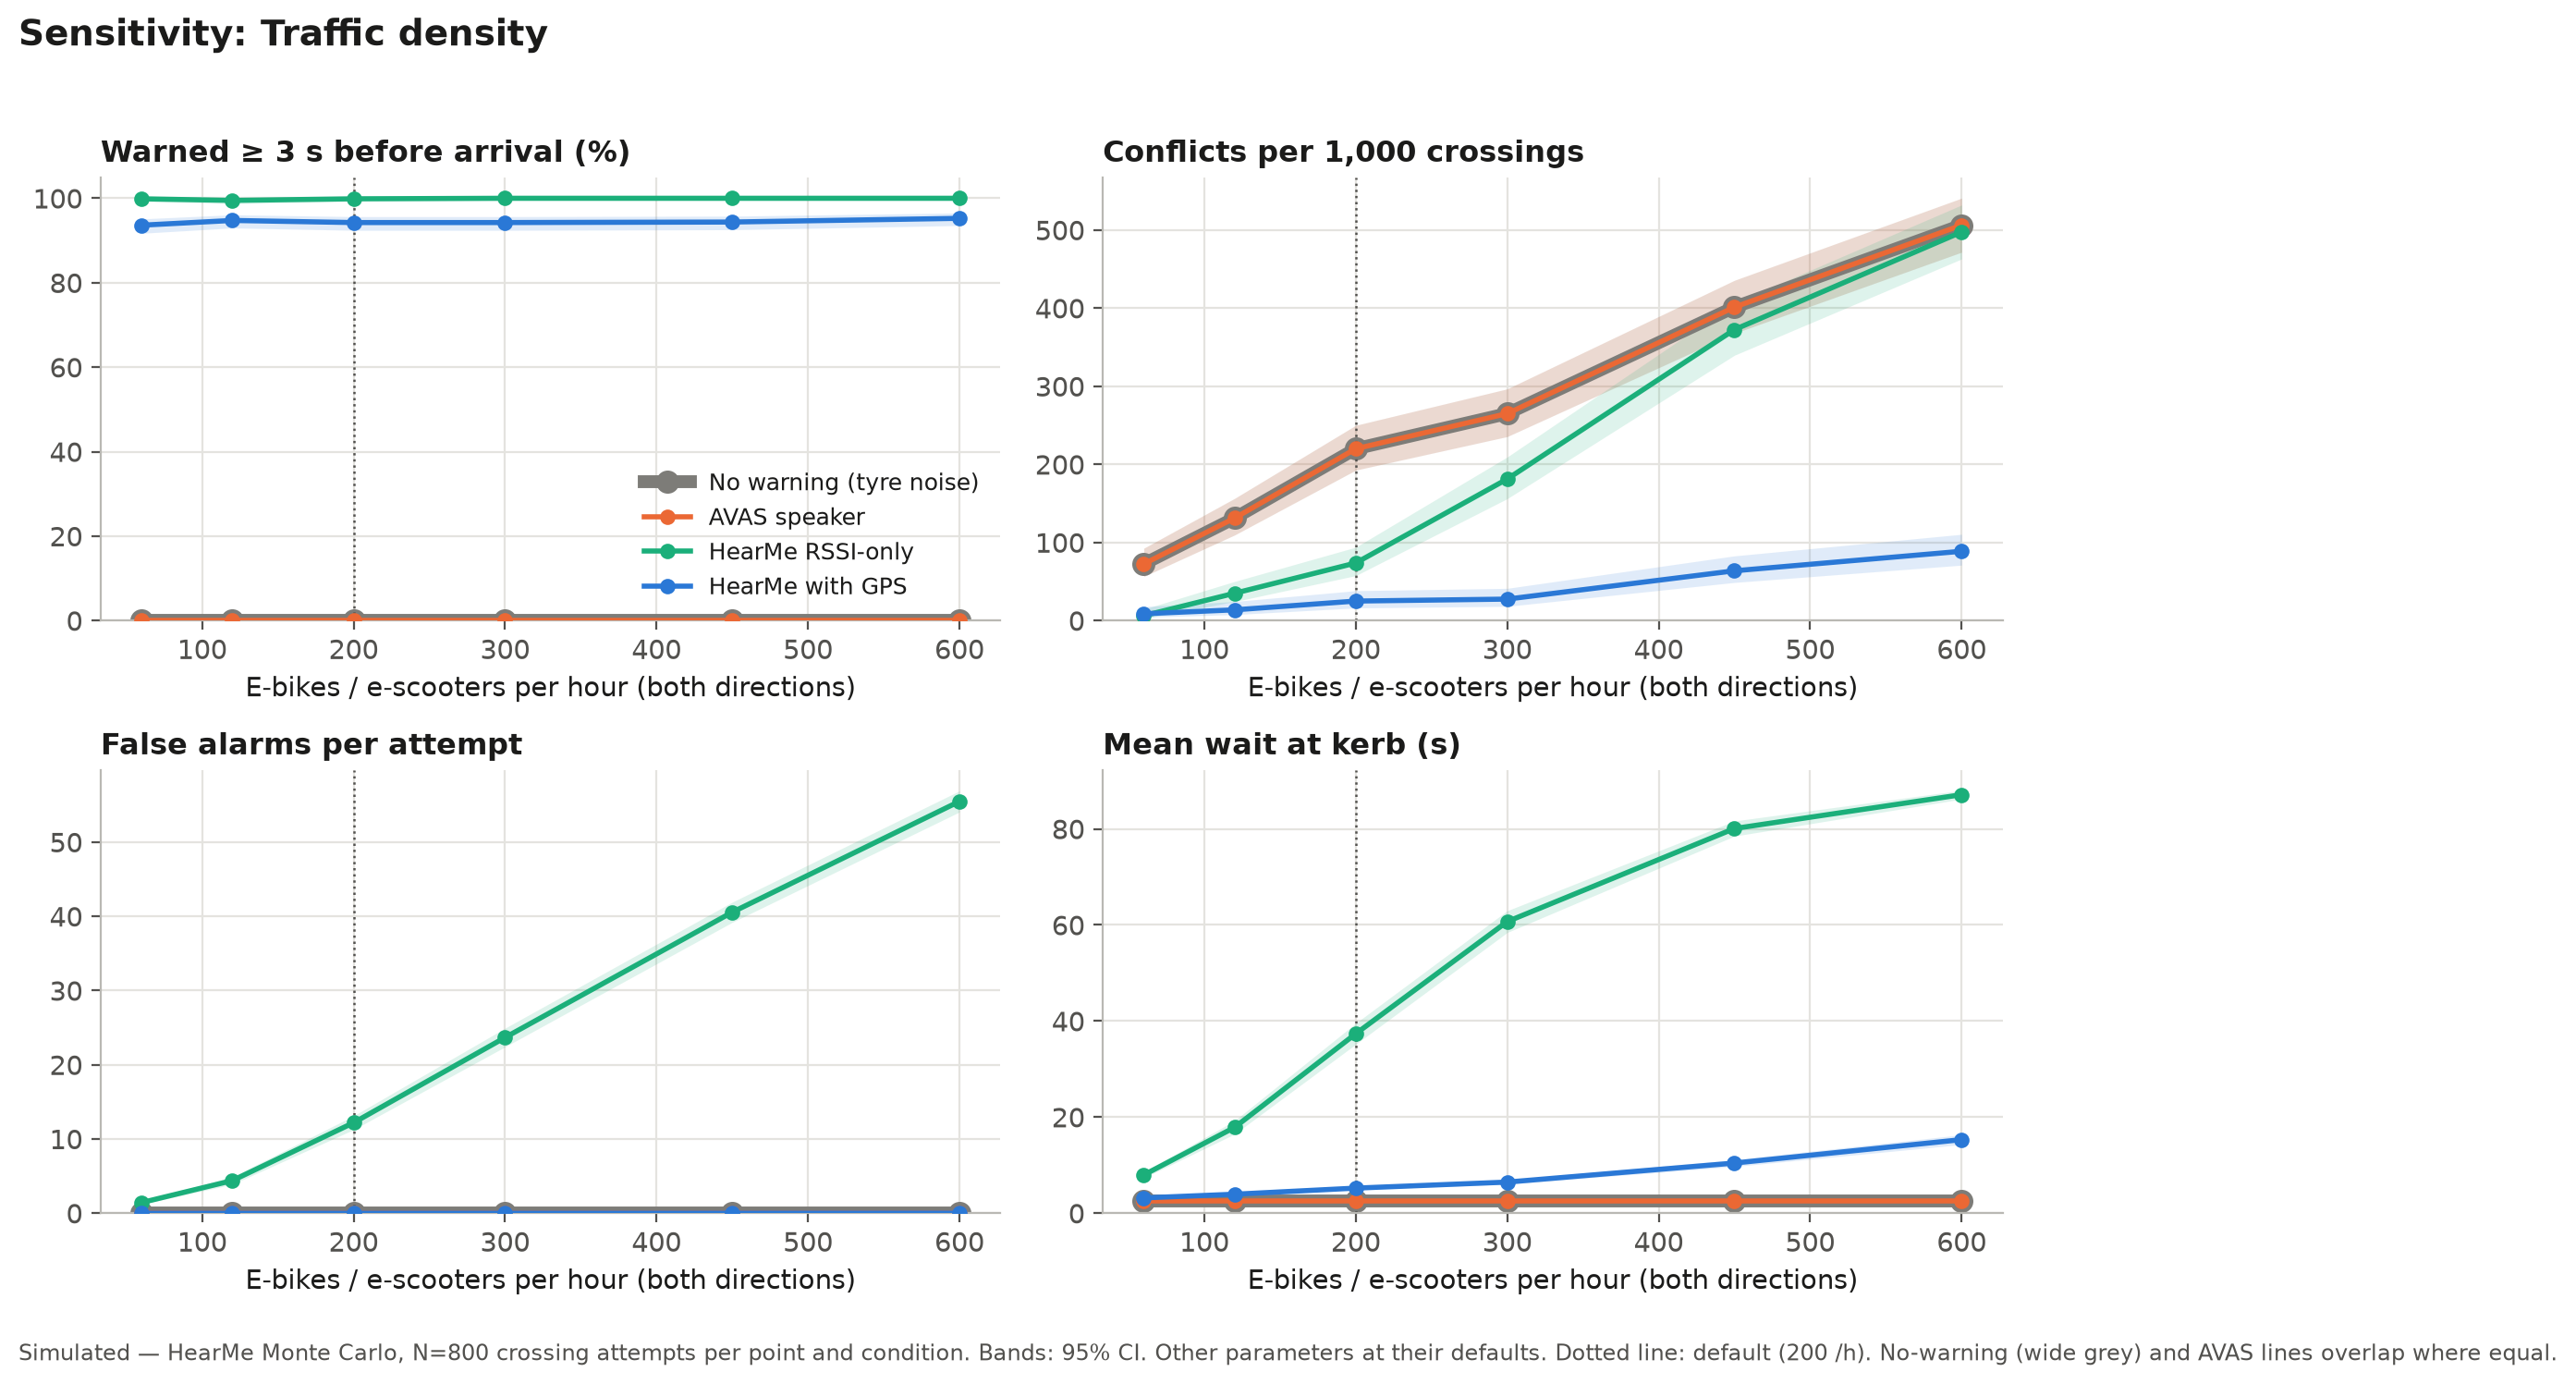 Sensitivity: Traffic density
Warned ≥ 3 s before arrival (%)
100
80
60
40
20
0
No warning (tyre noise)
AVAS speaker
HearMe RSSI-only
HearMe with GPS
100 200 300 400 500 600
E-bikes / e-scooters per hour (both directions)
Conflicts per 1,000 crossings
500
400
300
200
100
0
100 200 300 400 500 600
E-bikes / e-scooters per hour (both directions)
False alarms per attempt
50
40
30
20
10
0
100 200 300 400 500 600
E-bikes / e-scooters per hour (both directions)
Mean wait at kerb (s)
80
60
40
20
0
100 200 300 400 500 600
E-bikes / e-scooters per hour (both directions)
Simulated — HearMe Monte Carlo, N=800 crossing attempts per point and condition. Bands: 95% CI. Other parameters at their defaults. Dotted line: default (200 /h). No-warning (wide grey) and AVAS lines overlap where equal.